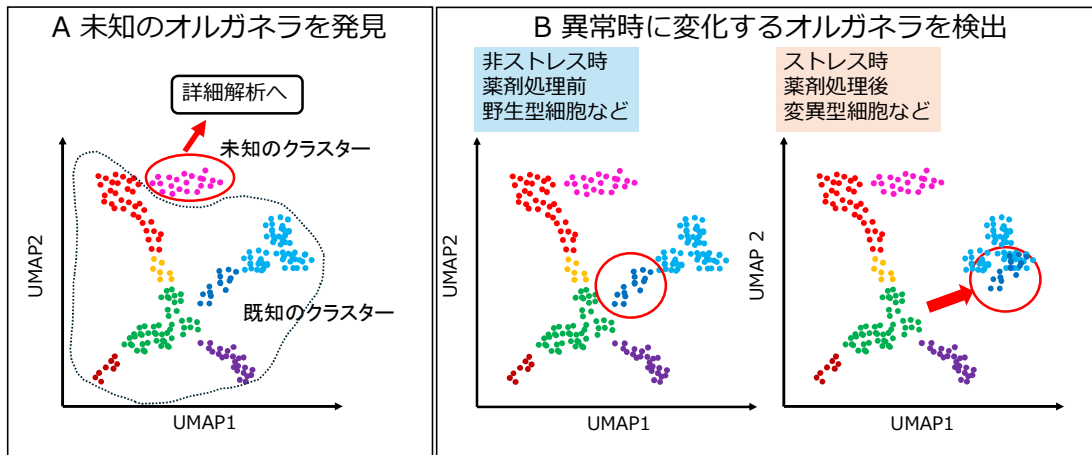 A 未知のオルガネラを発見
詳細解析へ
未知のクラスター
既知のクラスター
UMAP2
UMAP1
B 異常時に変化するオルガネラを検出
非ストレス時
薬剤処理前
野生型細胞など
UMAP2
UMAP1
ストレス時
薬剤処理後
変異型細胞など
UMAP 2
UMAP1